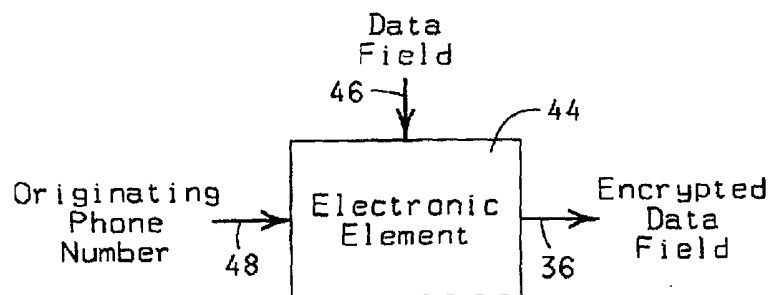 Data
Field
46
44
Originating
Phone
Number
48
Electronic
Element
36
Encrypted
Data
Field